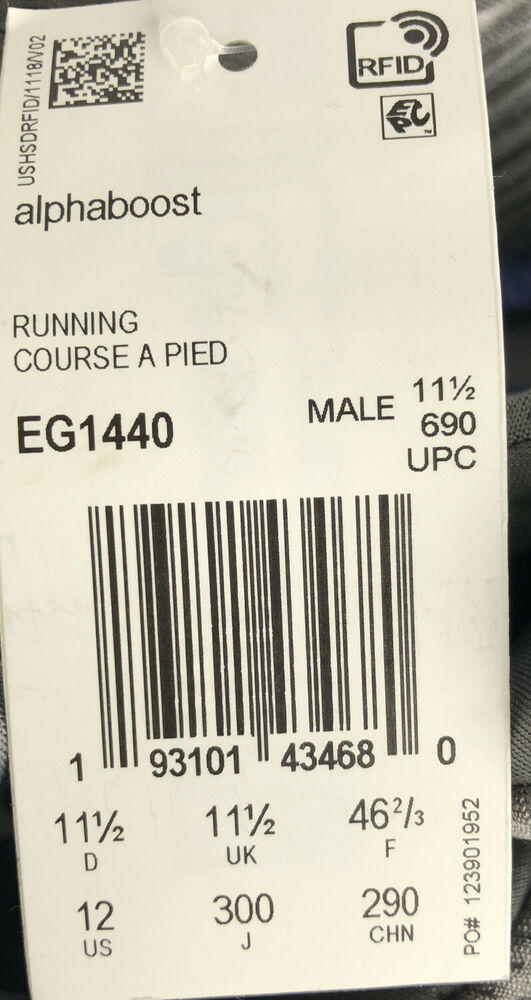 USHSDRFID/1118/V02
RFID
EPC™
alphaboost
RUNNING
COURSE A PIED
EG1440
MALE 11½
690
UPC
1 93101 43468 0
11½ 11½ 46²/₃
D UK F
12 300 290
US J CHN
PO# 123901952